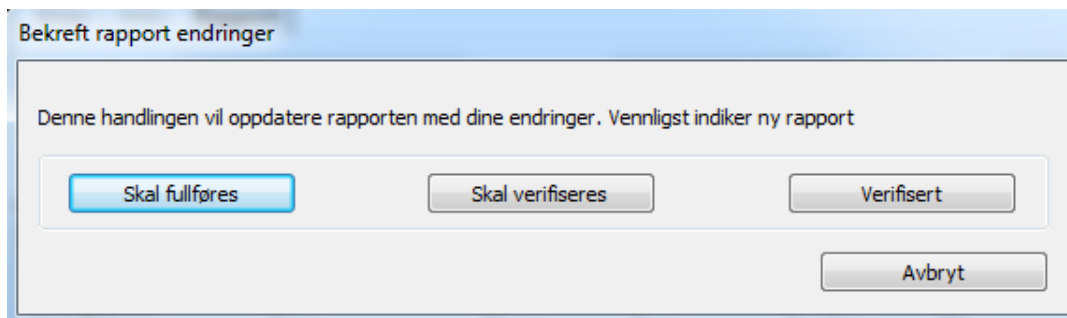 Bekreft rapport endringer
Denne handlingen vil oppdatere rapporten med dine endringer. Vennligst indiker ny rapport
Skal fullføres
Skal verifiseres
Verifisert
Avbryt